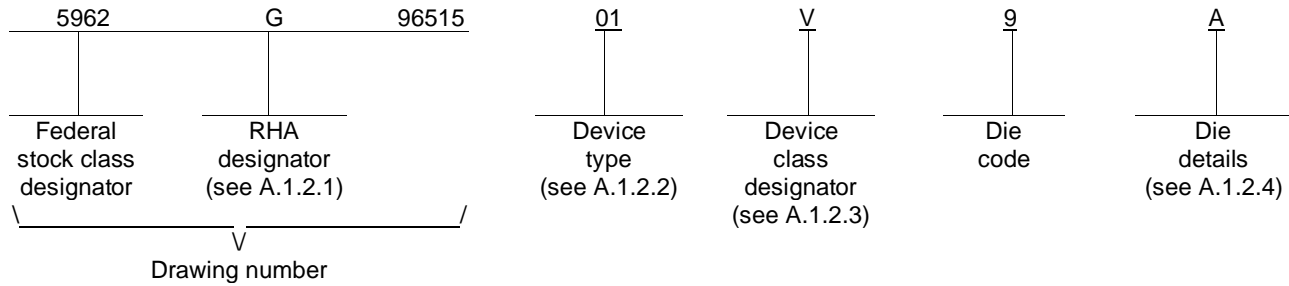 5962 G 96515 01 V 9 A
Federal stock class designator
RHA designator (see A.1.2.1)
Device type (see A.1.2.2)
Device class designator (see A.1.2.3)
Die code
Die details (see A.1.2.4)
\ / 
\/
Drawing number